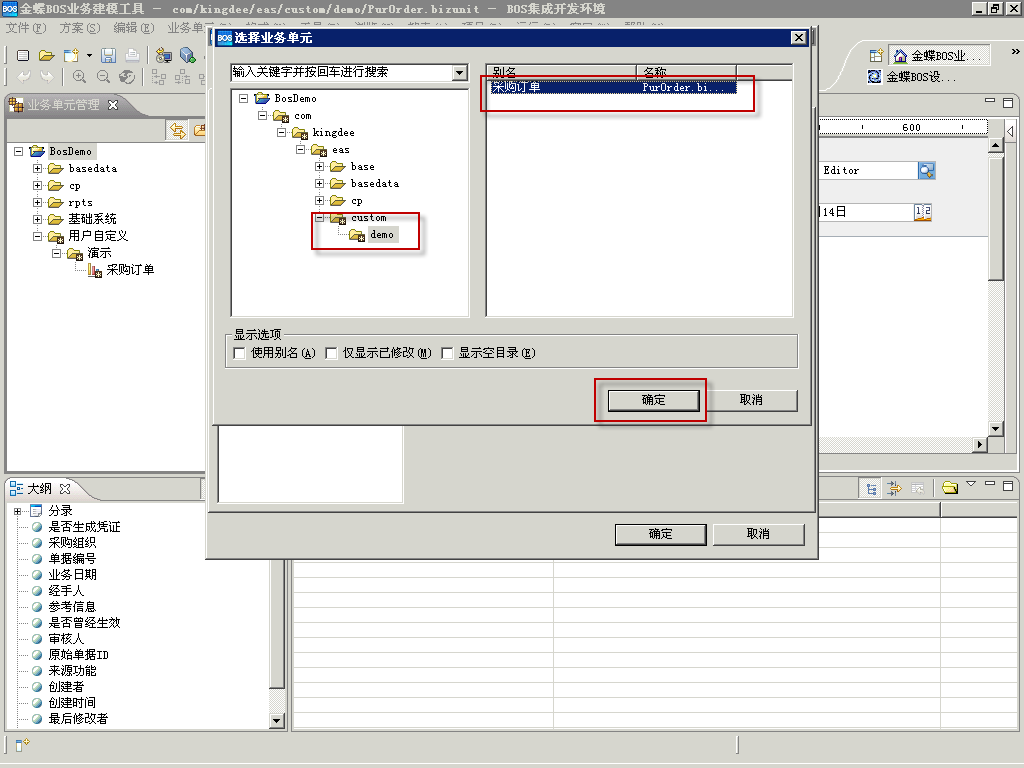 金蝶BOS业务建模工具 - com/kingdee/eas/custom/demo/PurOrder.bizunit - BOS集成开发环境
文件(F) 方案(S) 编辑(E) 业务单
金蝶BOS业...
金蝶BOS设...
业务单元管理
BosDemo
basedata
cp
rpts
基础系统
用户自定义
演示
采购订单
选择业务单元
输入关键字并按回车进行搜索
BosDemo
com
kingdee
eas
base
basedata
cp
custom
demo
别名 名称
采购订单 PurOrder.bi...
显示选项
使用别名(A) 仅显示已修改(M) 显示空目录(E)
确定 取消
确定 取消
600
Editor
14日
12
大纲
分录
是否生成凭证
采购组织
单据编号
业务日期
经手人
参考信息
是否曾经生效
审核人
原始单据ID
来源功能
创建者
创建时间
最后修改者